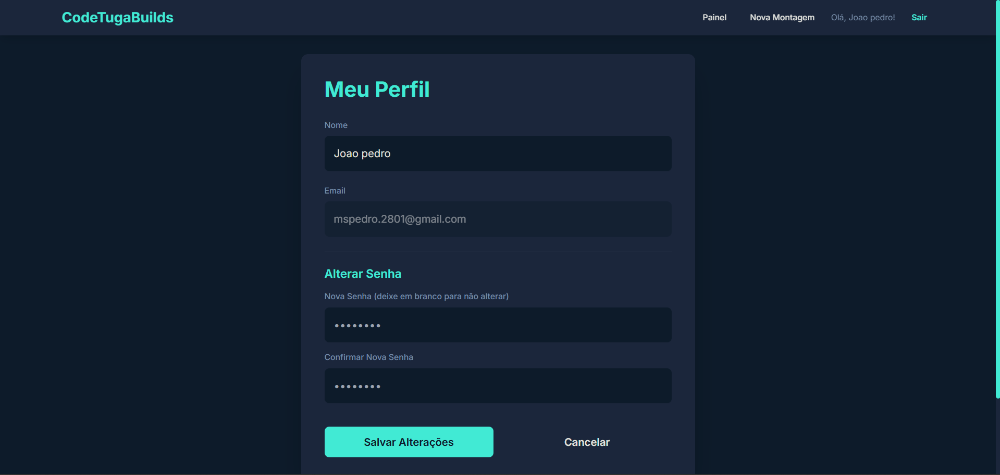 CodeTugaBuilds
Painel Nova Montagem Olá, Joao pedro! Sair
Meu Perfil
Nome
Joao pedro
Email
mspedro.2801@gmail.com
Alterar Senha
Nova Senha (deixe em branco para não alterar)
••••••••
Confirmar Nova Senha
••••••••
Salvar Alterações Cancelar